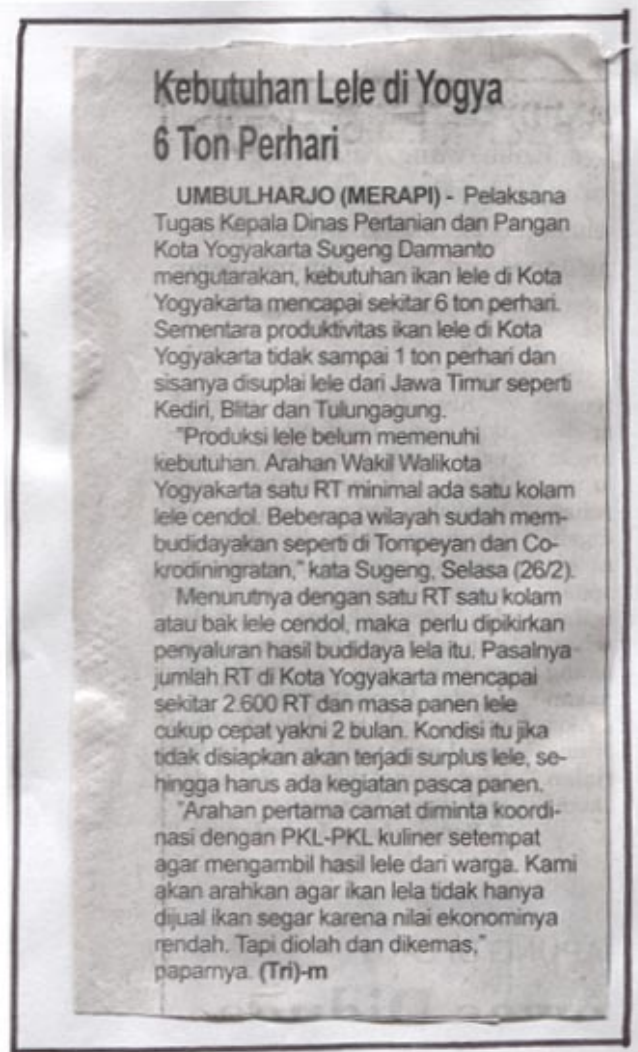 Kebutuhan Lele di Yogya
6 Ton Perhari
UMBULHARJO (MERAPI) - Pelaksana
Tugas Kepala Dinas Pertanian dan Pangan
Kota Yogyakarta Sugeng Darmanto
mengutarakan, kebutuhan ikan lele di Kota
Yogyakarta mencapai sekitar 6 ton perhari.
Sementara produktivitas ikan lele di Kota
Yogyakarta tidak sampai 1 ton perhari dan
sisanya disuplai lele dari Jawa Timur seperti
Kediri, Blitar dan Tulungagung.
"Produksi lele belum memenuhi
kebutuhan. Arahan Wakil Walikota
Yogyakarta satu RT minimal ada satu kolam
lele cendol. Beberapa wilayah sudah mem-
budidayakan seperti di Tompeyan dan Co-
krodiningratan," kata Sugeng, Selasa (26/2).
Menurutnya dengan satu RT satu kolam
atau bak lele cendol, maka perlu dipikirkan
penyaluran hasil budidaya lela itu. Pasalnya
jumlah RT di Kota Yogyakarta mencapai
sekitar 2.600 RT dan masa panen lele
cukup cepat yakni 2 bulan. Kondisi itu jika
tidak disiapkan akan terjadi surplus lele, se-
hingga harus ada kegiatan pasca panen.
"Arahan pertama camat diminta koordi-
nasi dengan PKL-PKL kuliner setempat
agar mengambil hasil lele dari warga. Kami
akan arahkan agar ikan lela tidak hanya
dijual ikan segar karena nilai ekonominya
rendah. Tapi diolah dan dikemas,"
paparnya. (Tri)-m